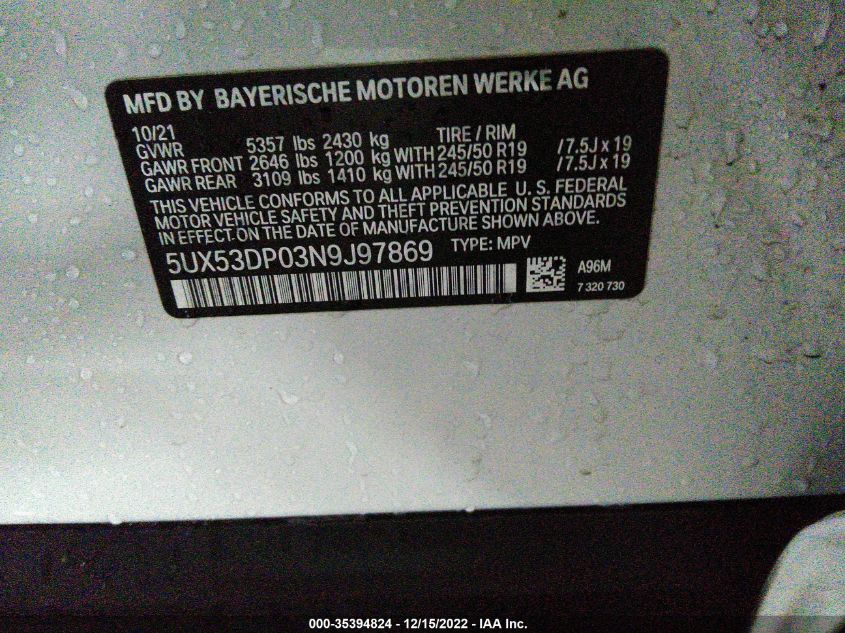 MFD BY BAYERISCHE MOTOREN WERKE AG
10/21 TIRE / RIM
GVWR 5357 lbs 2430 kg
GAWR FRONT 2646 lbs 1200 kg WITH 245/50 R19 /7.5J x 19
GAWR REAR 3109 lbs 1410 kg WITH 245/50 R19 /7.5J x 19
THIS VEHICLE CONFORMS TO ALL APPLICABLE U. S. FEDERAL
MOTOR VEHICLE SAFETY AND THEFT PREVENTION STANDARDS
IN EFFECT ON THE DATE OF MANUFACTURE SHOWN ABOVE.
5UX53DP03N9J97869 TYPE: MPV
A96M
7 320 730
000-35394824 - 12/15/2022 - IAA Inc.